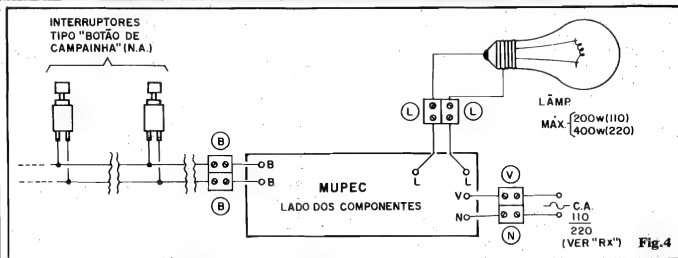 INTERRUPTORES
TIPO "BOTÃO DE
CAMPAINHA" (N.A.)
LÂMP.
MÁX. 200w(110)
400w(220)
L
L
B
B
B
B
L
L
MUPEC
LADO DOS COMPONENTES
V
N
V
N
C.A.
110
220
(VER "RX")
Fig.4